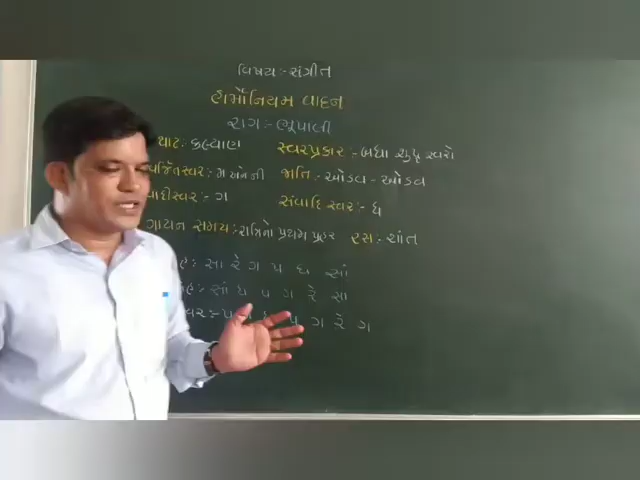 વિષય:- સંગીત
હાર્મોનિયમ વાદન
રાગ:- ભૂપાલી
થાટ:- કલ્યાણ સ્વરપ્રકાર:- બધા શુદ્ધ સ્વરો
વર્જિતસ્વર:- મ અને ની જાતિ:- ઓડવ - ઓડવ
વાદીસ્વર:- ગ સંવાદિ સ્વર:- ધ
ગાયન સમય:- રાત્રિનો પ્રથમ પ્રહર રસ:- શાંત
સા રે ગ પ ધ સાં
સાં ધ પ ગ રે સા
પ ગ રે ગ